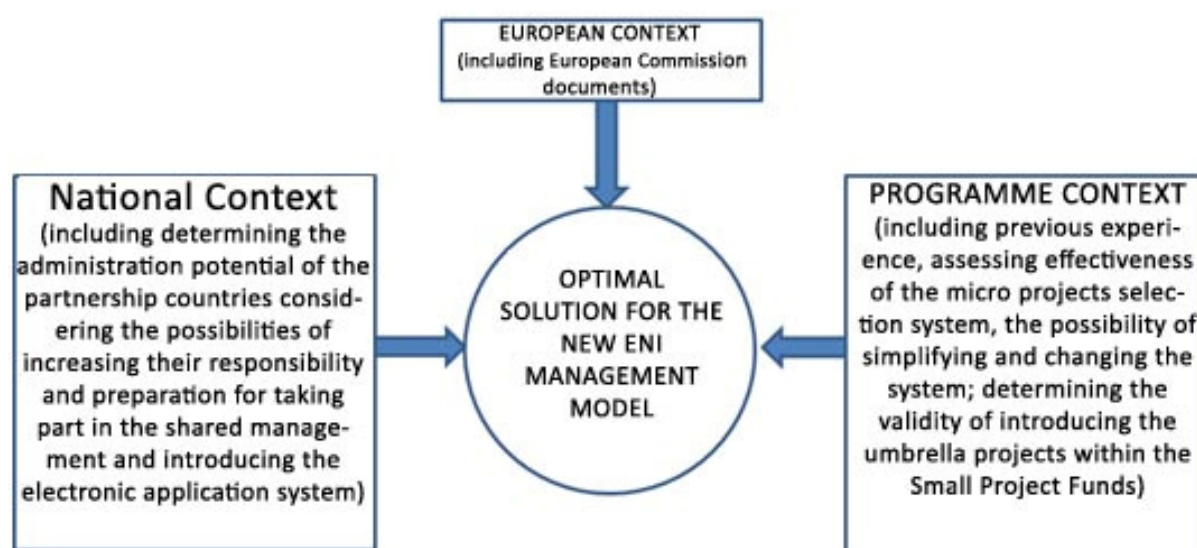 EUROPEAN CONTEXT
(including European Commission
documents)
National Context
(including determining the
administration potential of the
partnership countries consid-
ering the possibilities of
increasing their responsibility
and preparation for taking
part in the shared manage-
ment and introducing the
electronic application system)
OPTIMAL
SOLUTION FOR THE
NEW ENI
MANAGEMENT
MODEL
PROGRAMME CONTEXT
(including previous experi-
ence, assessing effectiveness
of the micro projects selec-
tion system, the possibility of
simplifying and changing the
system; determining the
validity of introducing the
umbrella projects within the
Small Project Funds)